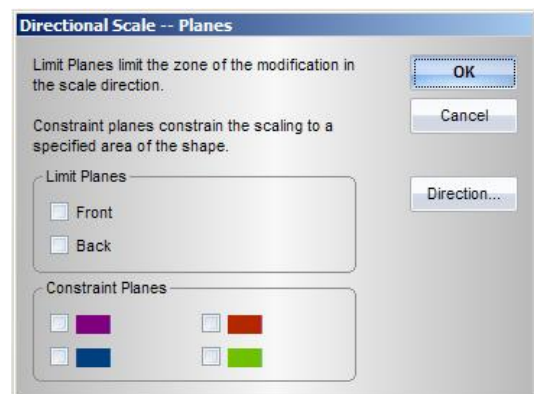 Directional Scale -- Planes
Limit Planes limit the zone of the modification in
the scale direction.
Constraint planes constrain the scaling to a
specified area of the shape.
Limit Planes
Front
Back
Constraint Planes
OK
Cancel
Direction...